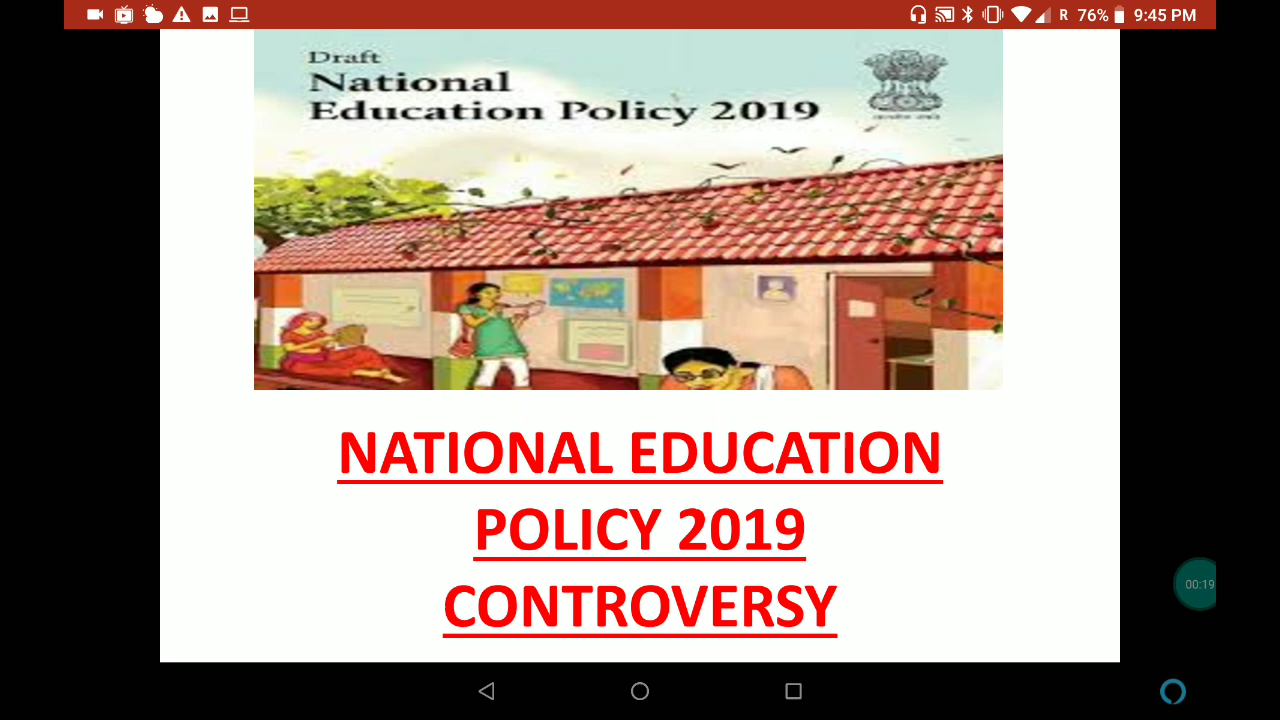 R 76% 9:45 PM
Draft
National
Education Policy 2019
NATIONAL EDUCATION
POLICY 2019
CONTROVERSY
00:19